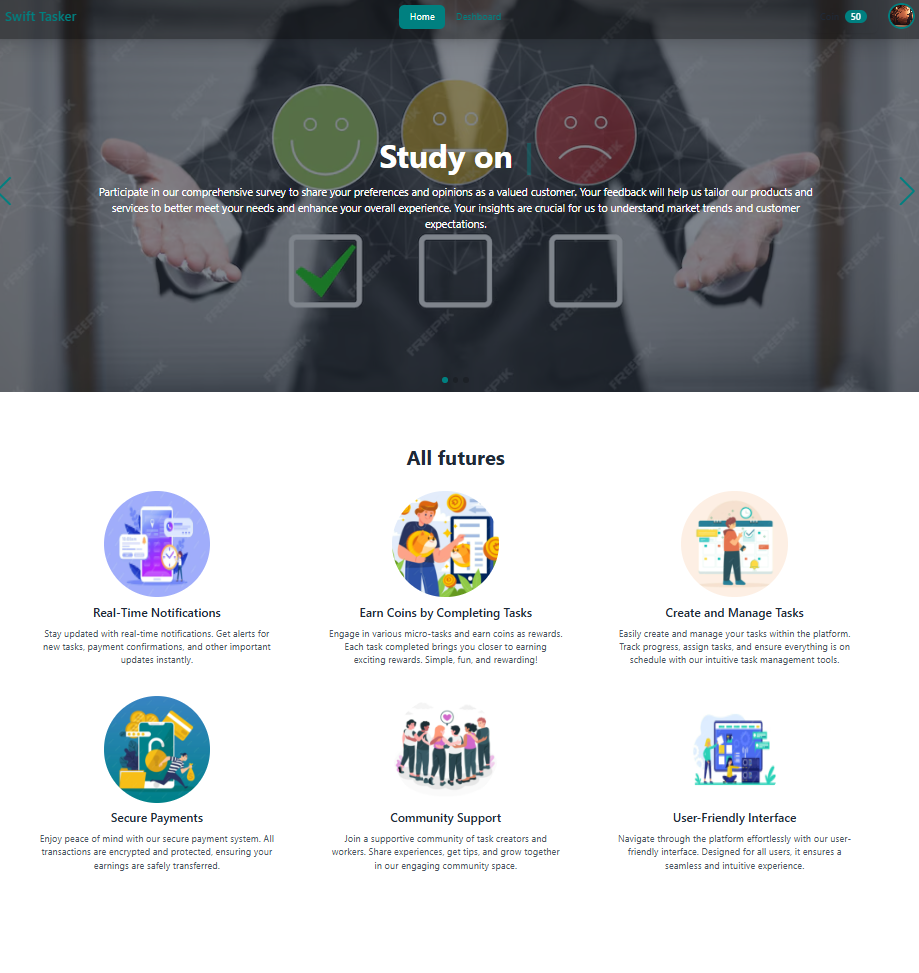 Swift Tasker
Home
Dashboard
50
Study on
Participate in our comprehensive survey to share your preferences and opinions as a valued customer. Your feedback will help us tailor our products and
services to better meet your needs and enhance your overall experience. Your insights are crucial for us to understand market trends and customer
expectations.
FREEPIK
All futures
Real-Time Notifications
Stay updated with real-time notifications. Get alerts for
new tasks, payment confirmations, and other important
updates instantly.
Earn Coins by Completing Tasks
Engage in various micro-tasks and earn coins as rewards.
Each task completed brings you closer to earning
exciting rewards. Simple, fun, and rewarding!
Create and Manage Tasks
Easily create and manage your tasks within the platform.
Track progress, assign tasks, and ensure everything is on
schedule with our intuitive task management tools.
Secure Payments
Enjoy peace of mind with our secure payment system. All
transactions are encrypted and protected, ensuring your
earnings are safely transferred.
Community Support
Join a supportive community of task creators and
workers. Share experiences, get tips, and grow together
in our engaging community space.
User-Friendly Interface
Navigate through the platform effortlessly with our user-
friendly interface. Designed for all users, it ensures a
seamless and intuitive experience.